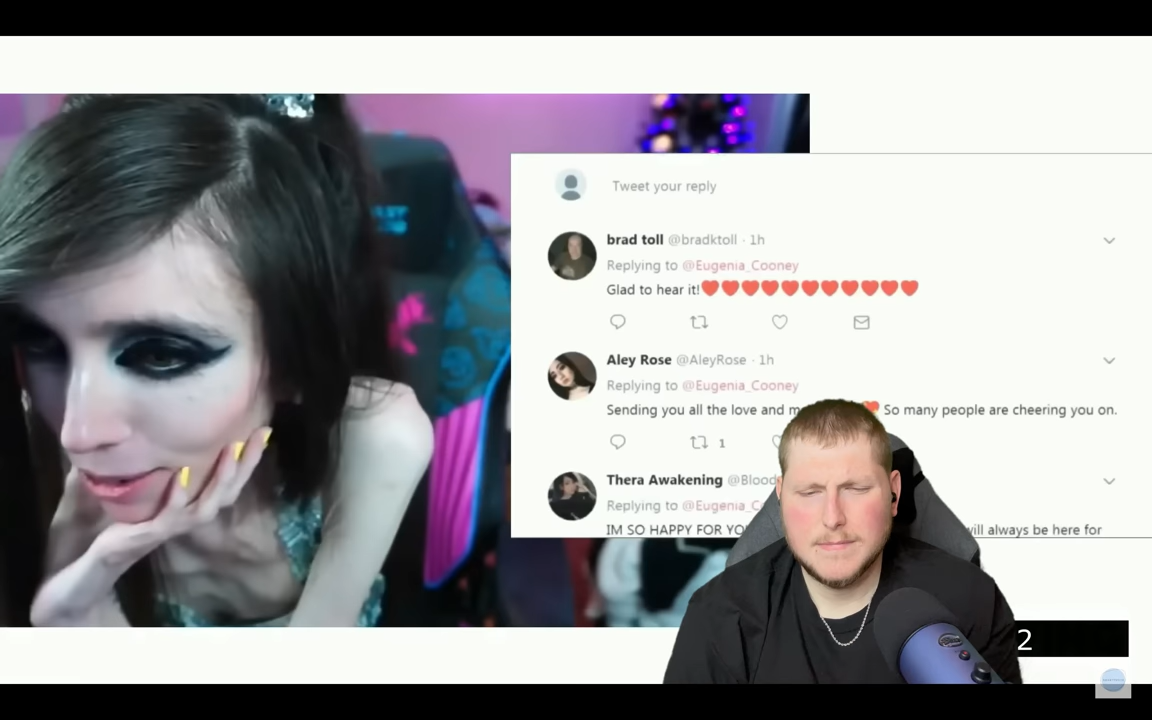 Tweet your reply
brad toll @bradktoll · 1h
Replying to @Eugenia_Cooney
Glad to hear it!❤❤❤❤❤❤❤❤❤❤❤
Aley Rose @AleyRose · 1h
Replying to @Eugenia_Cooney
Sending you all the love and ❤ So many people are cheering you on.
1
Thera Awakening @Blood
Replying to
IM SO HAPPY FOR will always be here for
2